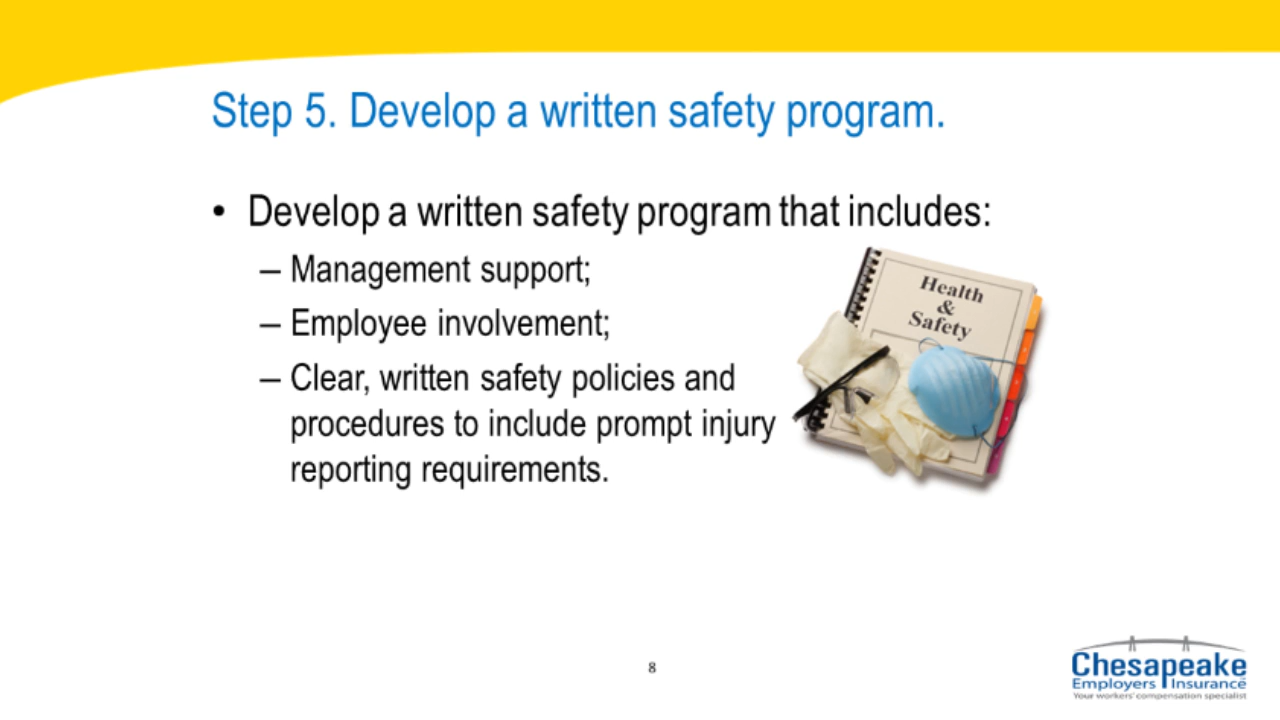 Step 5. Develop a written safety program.
• Develop a written safety program that includes:
– Management support;
– Employee involvement;
– Clear, written safety policies and
procedures to include prompt injury
reporting requirements.
Health
&
Safety
8
Chesapeake
Employers Insurance
Your workers' compensation specialist